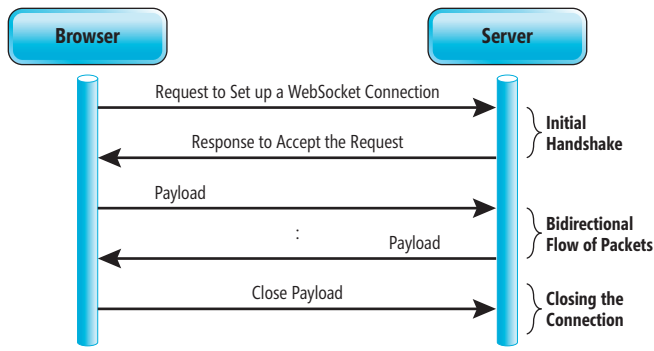 Browser
Server
Request to Set up a WebSocket Connection
Initial
Handshake
Response to Accept the Request
Payload
:
Payload
Bidirectional
Flow of Packets
Close Payload
Closing the
Connection